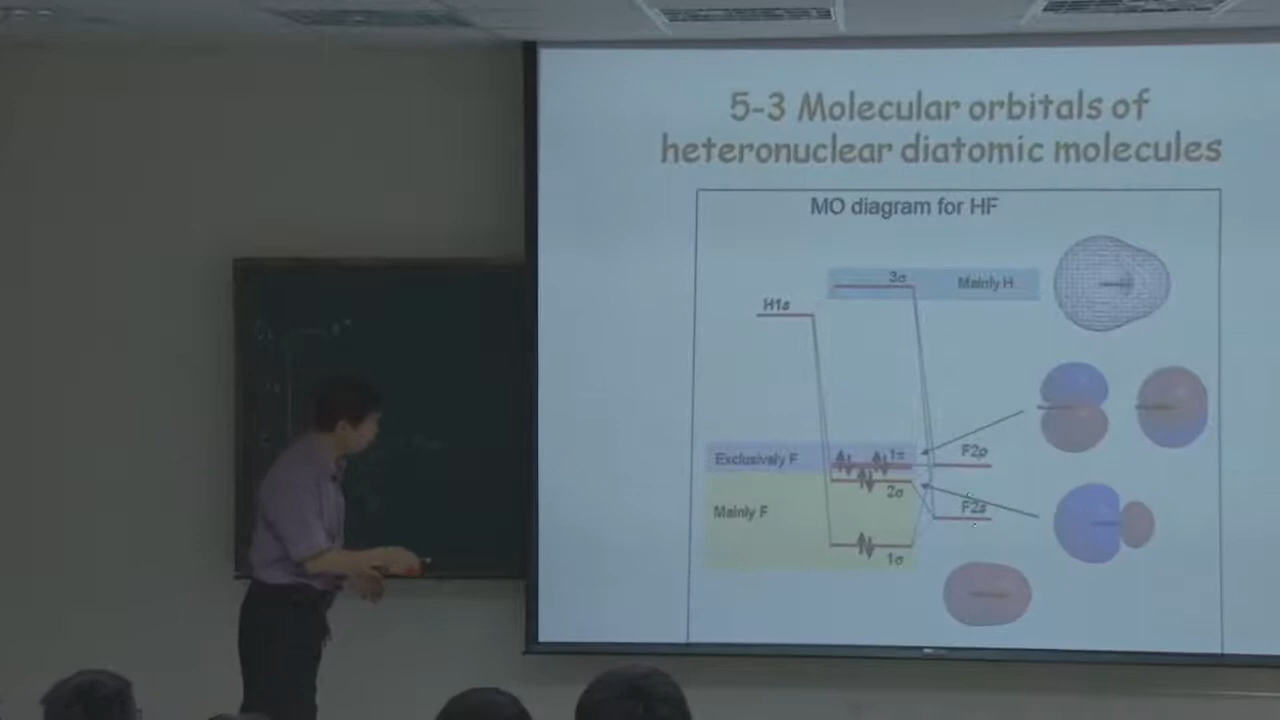 5-3 Molecular orbitals of
heteronuclear diatomic molecules
MO diagram for HF
3σ
Mainly H
H1s
Exclusively F
1π
F2p
2σ
Mainly F
F2s
1σ